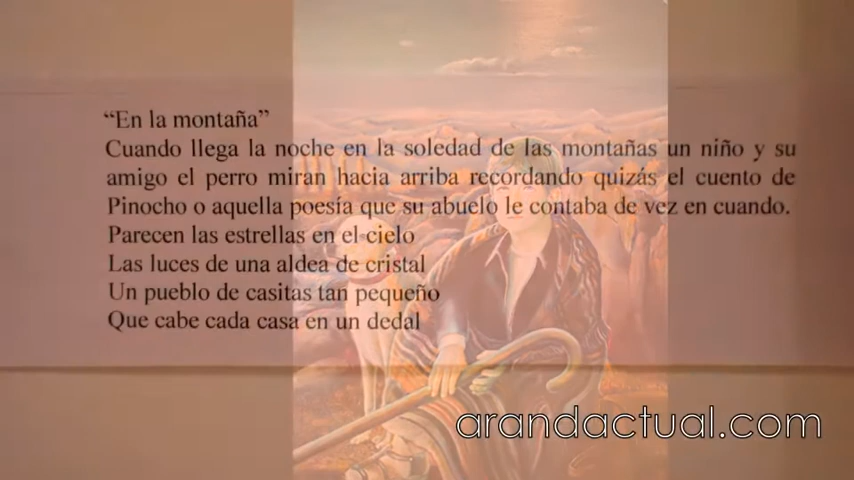 “En la montaña”
Cuando llega la noche en la soledad de las montañas un niño y su
amigo el perro miran hacia arriba recordando quizás el cuento de
Pinocho o aquella poesía que su abuelo le contaba de vez en cuando.
Parecen las estrellas en el cielo
Las luces de una aldea de cristal
Un pueblo de casitas tan pequeño
Que cabe cada casa en un dedal
arandactual.com